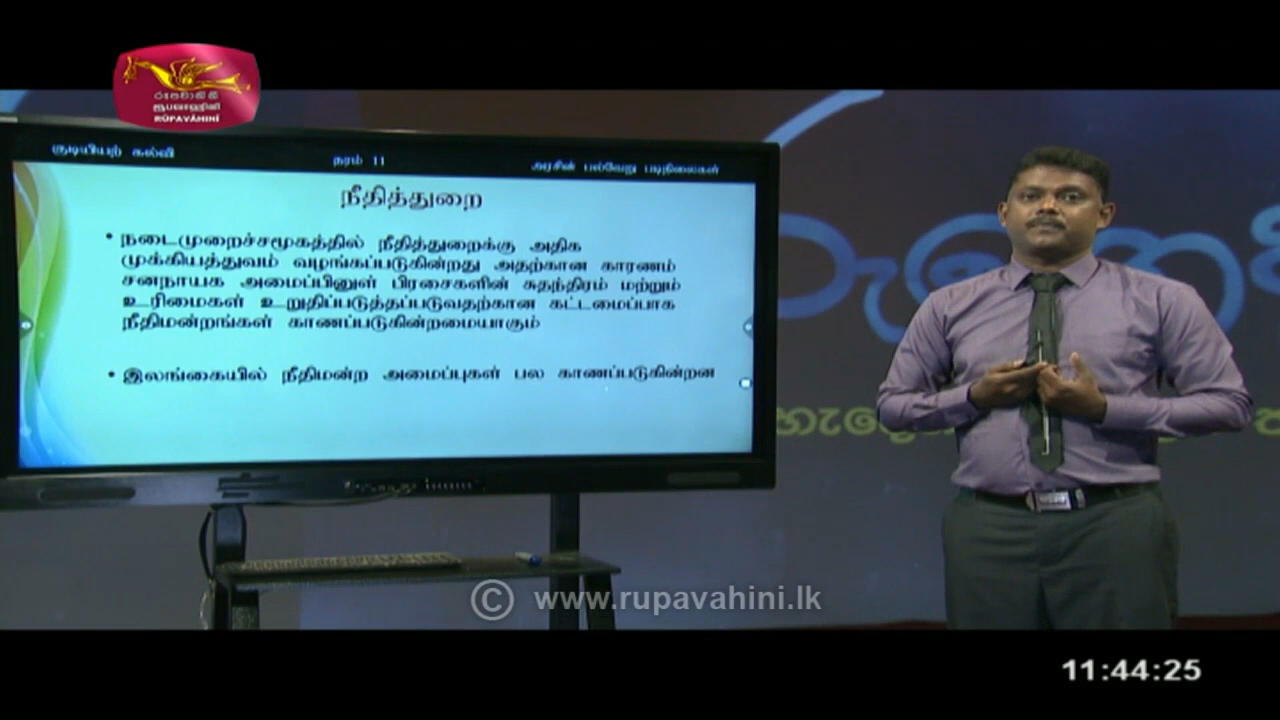 රූපවාහිනී
ரூபவாஹினி
RŪPAVĀHINĪ
குடியியற் கல்வி
தரம் 11
அரசின் பல்வேறு படிநிலைகள்
நீதித்துறை
• நடைமுறைச்சமூகத்தில் நீதித்துறைக்கு அதிக
முக்கியத்துவம் வழங்கப்படுகின்றது அதற்கான காரணம்
சனநாயக அமைப்பினுள் பிரசைகளின் சுதந்திரம் மற்றும்
உரிமைகள் உறுதிப்படுத்தப்படுவதற்கான கட்டமைப்பாக
நீதிமன்றங்கள் காணப்படுகின்றமையாகும்
• இலங்கையில் நீதிமன்ற அமைப்புகள் பல காணப்படுகின்றன
© www.rupavahini.lk
11:44:25